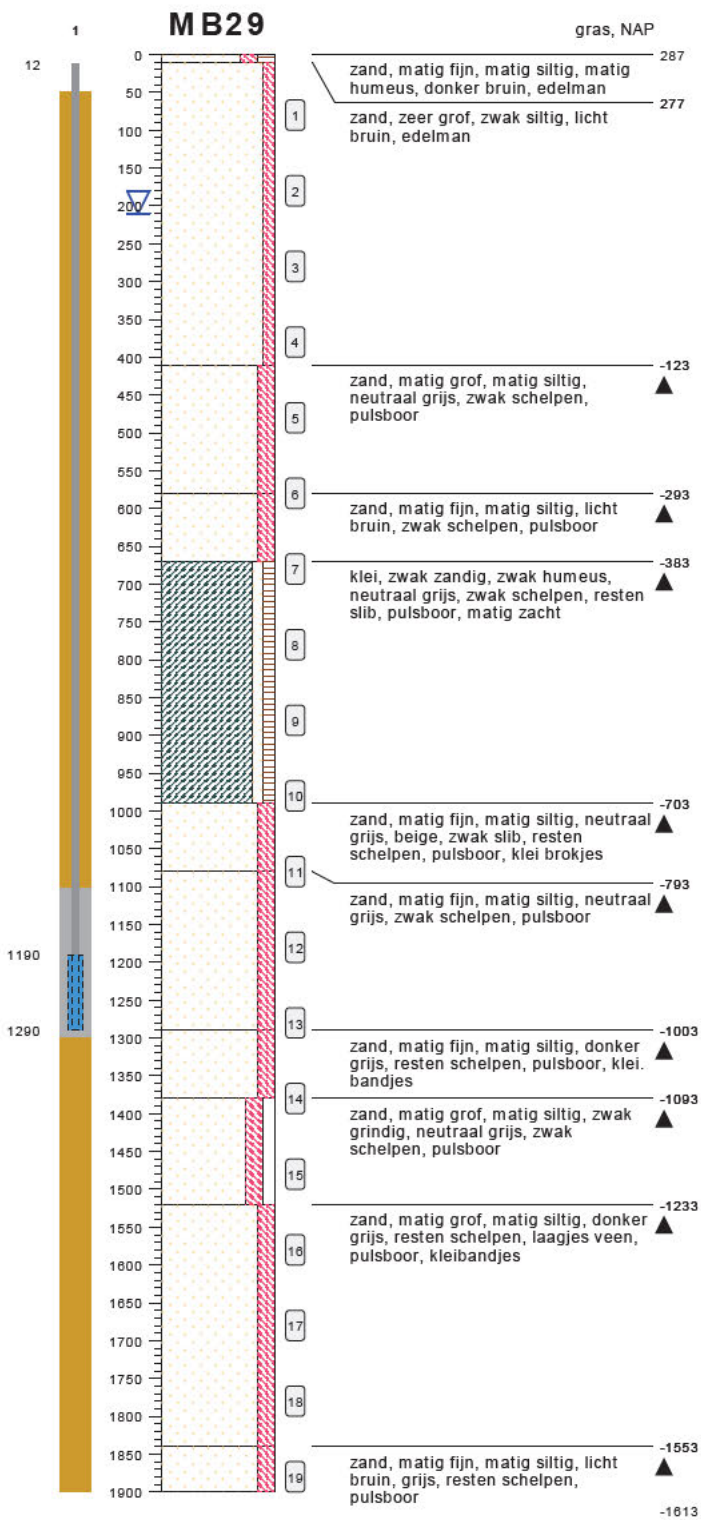 MB29
1
gras, NAP
12
0
287
zand, matig fijn, matig siltig, matig
humeus, donker bruin, edelman
50
277
zand, zeer grof, zwak siltig, licht
bruin, edelman
1
100
150
2
200
250
3
300
350
4
400
-123
zand, matig grof, matig siltig,
neutraal grijs, zwak schelpen,
pulsboor
450
5
500
550
6
-293
zand, matig fijn, matig siltig, licht
bruin, zwak schelpen, pulsboor
600
650
7
-383
klei, zwak zandig, zwak humeus,
neutraal grijs, zwak schelpen, resten
slib, pulsboor, matig zacht
700
750
8
800
850
9
900
950
10
1000
-703
zand, matig fijn, matig siltig, neutraal
grijs, beige, zwak slib, resten
schelpen, pulsboor, klei brokjes
1050
11
1100
-793
zand, matig fijn, matig siltig, neutraal
grijs, zwak schelpen, pulsboor
1150
12
1190
1200
1250
13
1290
1300
-1003
zand, matig fijn, matig siltig, donker
grijs, resten schelpen, pulsboor, klei.
bandjes
1350
14
1400
-1093
zand, matig grof, matig siltig, zwak
grindig, neutraal grijs, zwak
schelpen, pulsboor
1450
15
1500
-1233
zand, matig grof, matig siltig, donker
grijs, resten schelpen, laagjes veen,
pulsboor, kleibandjes
1550
16
1600
1650
17
1700
1750
18
1800
1850
-1553
zand, matig fijn, matig siltig, licht
bruin, grijs, resten schelpen,
pulsboor
19
1900
-1613